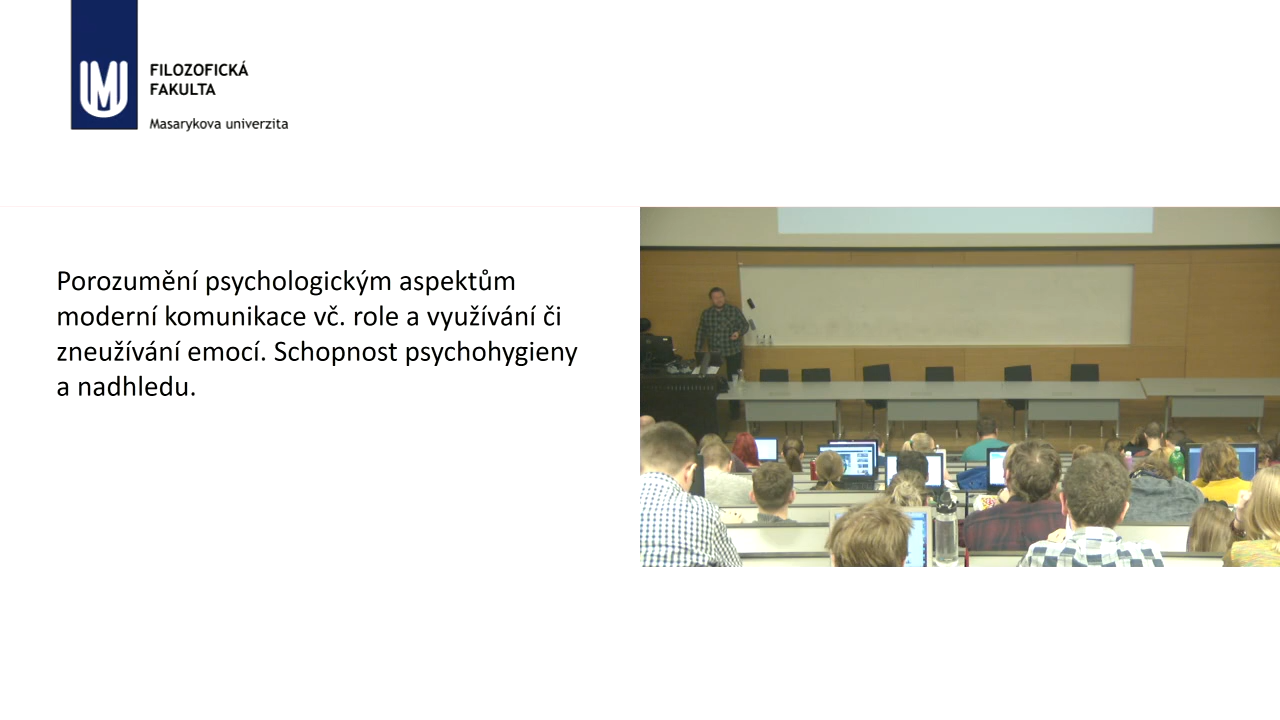 FILOZOFICKÁ
FAKULTA
Masarykova univerzita
Porozumění psychologickým aspektům
moderní komunikace vč. role a využívání či
zneužívání emocí. Schopnost psychohygieny
a nadhledu.